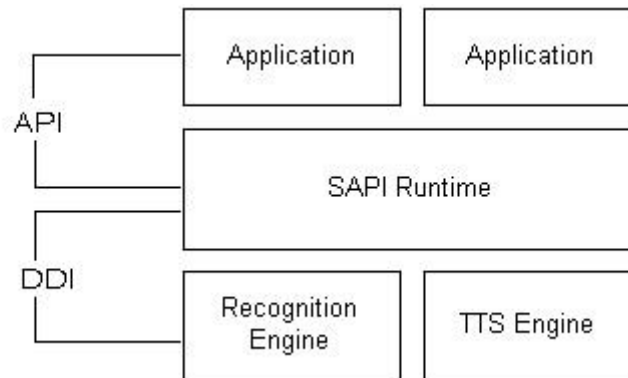 Application
Application
API
SAPI Runtime
DDI
Recognition
Engine
TTS Engine